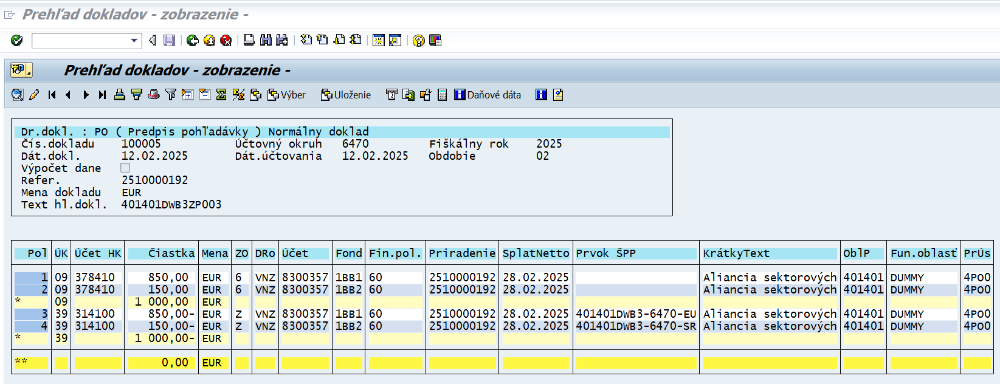 Prehľad dokladov - zobrazenie -
Prehľad dokladov - zobrazenie -
Výber Uloženie Daňové dáta
Dr.dokl. : PO ( Predpis pohľadávky ) Normálny doklad
Čís.dokladu 100005 Účtovný okruh 6470 Fiškálny rok 2025
Dát.dokl. 12.02.2025 Dát.účtovania 12.02.2025 Obdobie 02
Výpočet dane
Refer. 2510000192
Mena dokladu EUR
Text hl.dokl. 401401DWB3ZP003
Pol ÚK Účet HK Čiastka Mena ZO DRo Účet Fond Fin.pol. Priradenie SplatNetto Prvok ŠPP KrátkyText OblP Fun.oblasť PrÚs
1 09 378410 850,00 EUR 6 VNZ 8300357 1BB1 60 2510000192 28.02.2025 Aliancia sektorových 401401 DUMMY 4PO0
2 09 378410 150,00 EUR 6 VNZ 8300357 1BB2 60 2510000192 28.02.2025 Aliancia sektorových 401401 DUMMY 4PO0
* 09 1 000,00 EUR
3 39 314100 850,00- EUR Z VNZ 8300357 1BB1 60 2510000192 28.02.2025 401401DWB3-6470-EU Aliancia sektorových 401401 DUMMY 4PO0
4 39 314100 150,00- EUR Z VNZ 8300357 1BB2 60 2510000192 28.02.2025 401401DWB3-6470-SR Aliancia sektorových 401401 DUMMY 4PO0
* 39 1 000,00- EUR
** 0,00 EUR